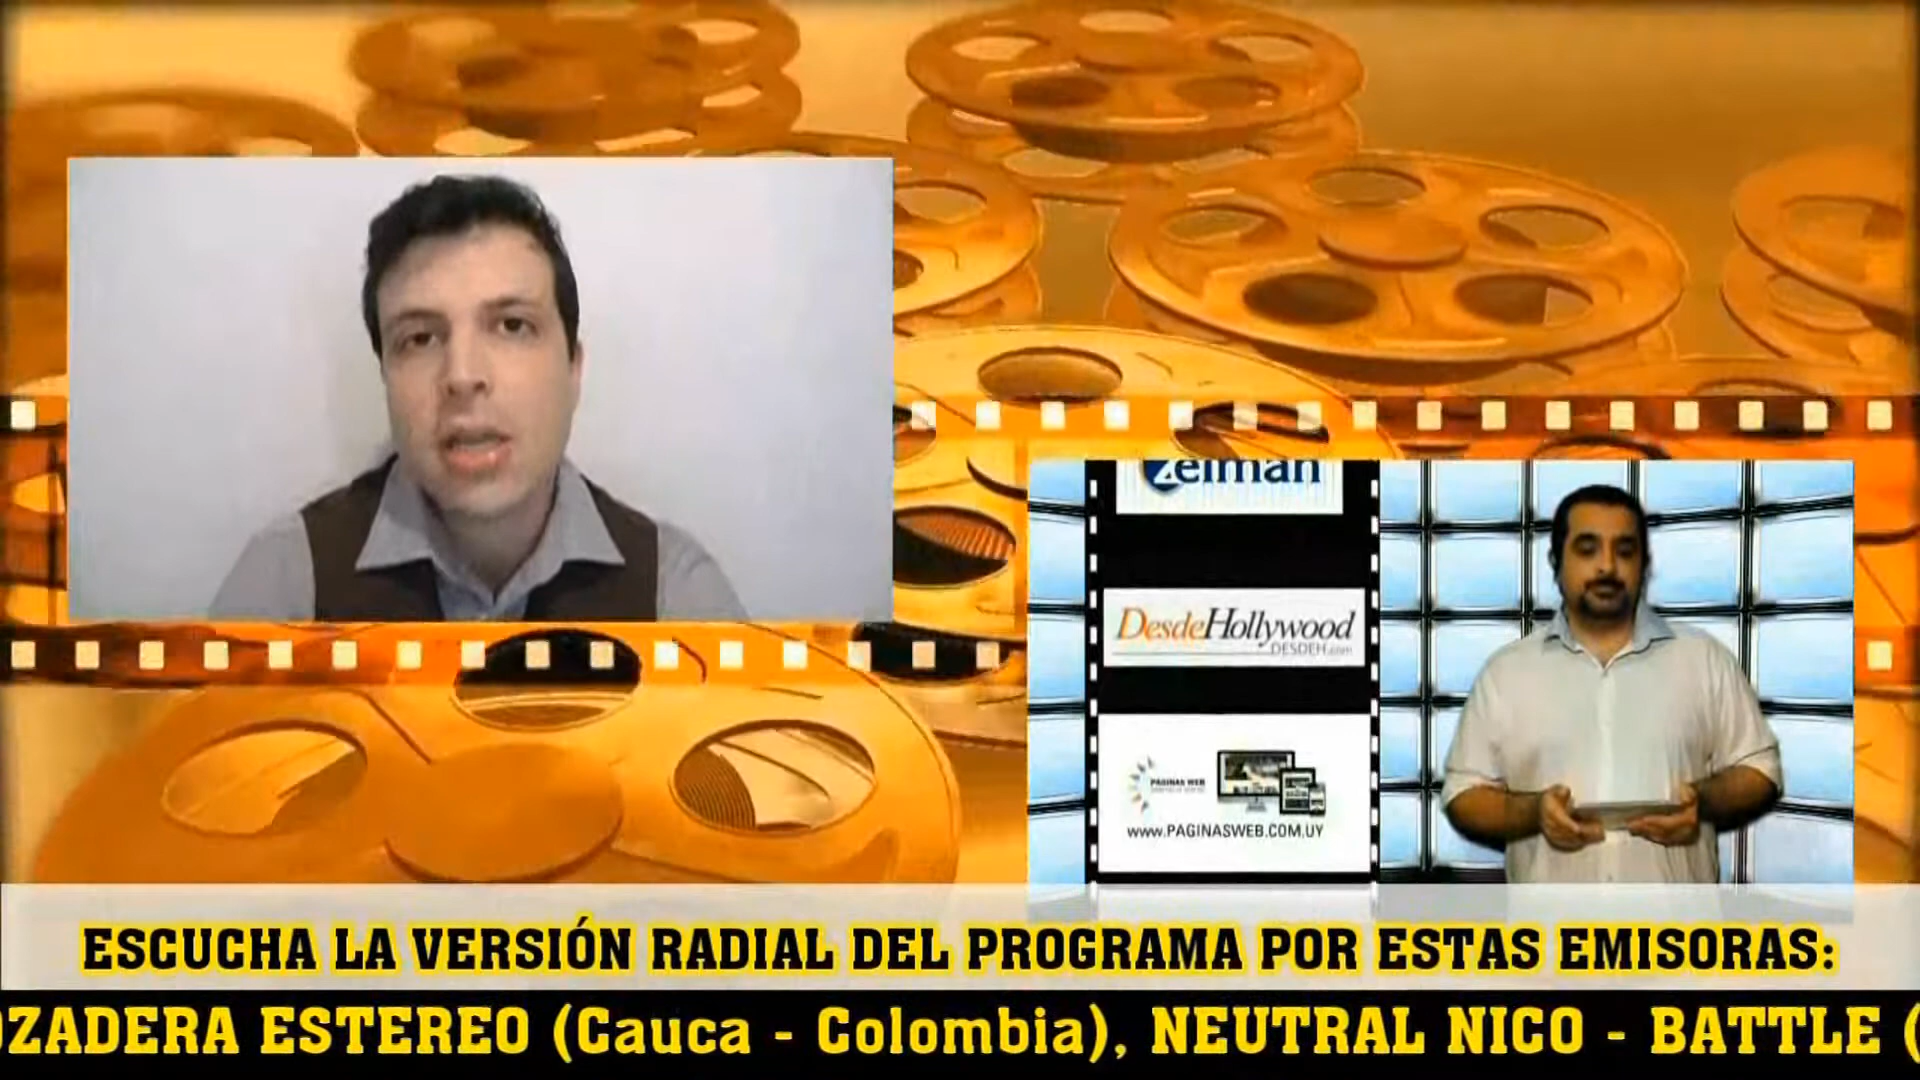 Zelman
DesdeHollywood
DESDEH.com
PAGINAS WEB
www.PAGINASWEB.COM.UY
ESCUCHA LA VERSIÓN RADIAL DEL PROGRAMA POR ESTAS EMISORAS:
OZADERA ESTEREO (Cauca - Colombia), NEUTRAL NICO - BATTLE (